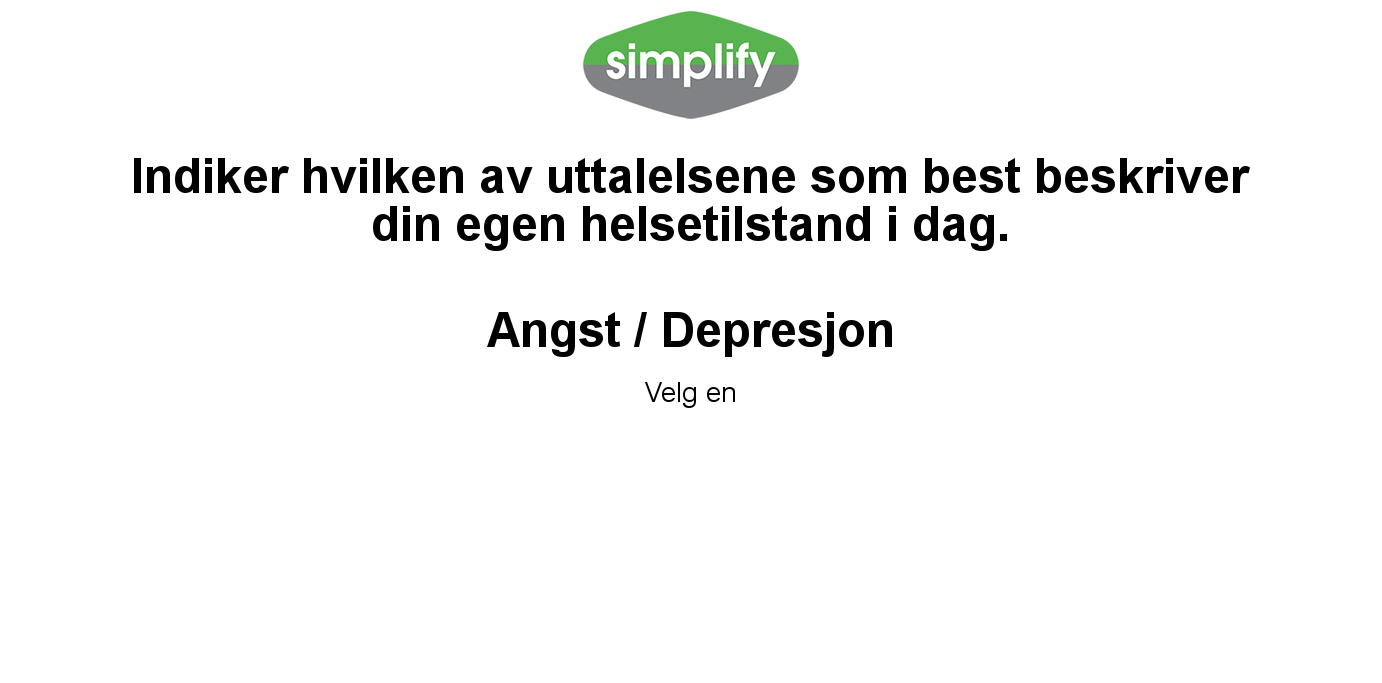 simplify
Indiker hvilken av uttalelsene som best beskriver
din egen helsetilstand i dag.
Angst / Depresjon
Velg en